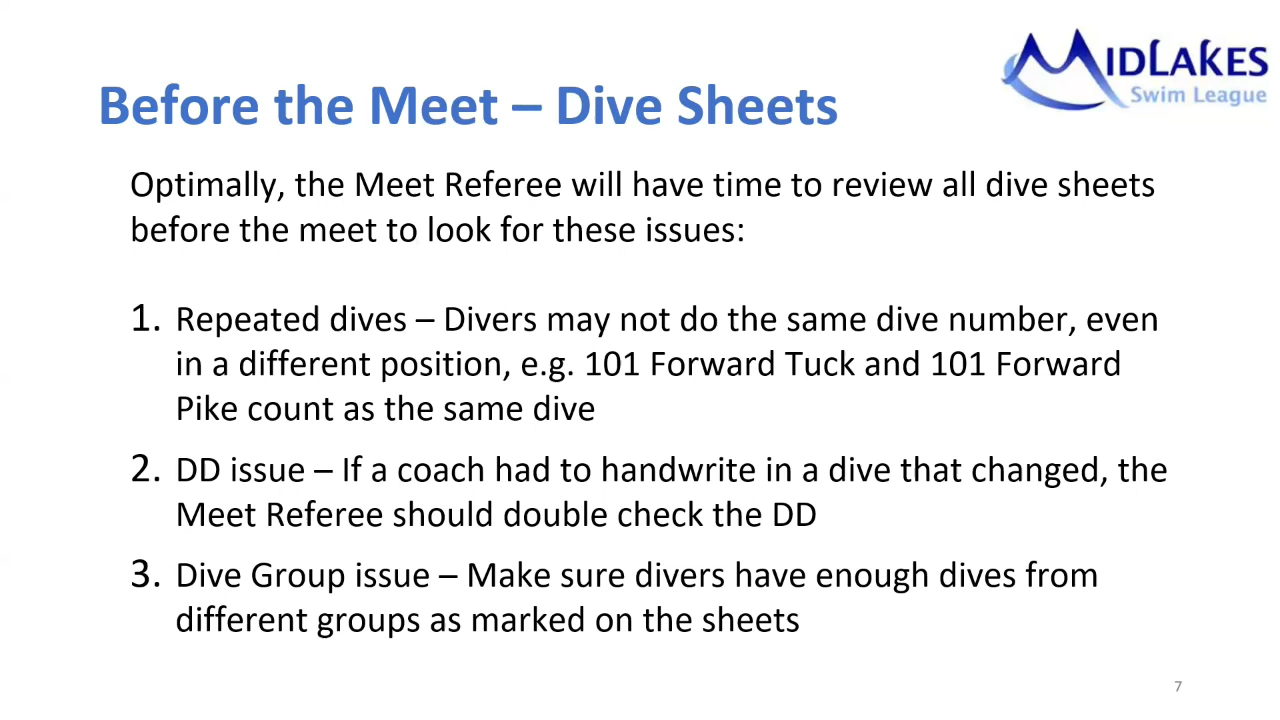 MIDLAKES
Swim League
Before the Meet – Dive Sheets
Optimally, the Meet Referee will have time to review all dive sheets
before the meet to look for these issues:
1. Repeated dives – Divers may not do the same dive number, even
in a different position, e.g. 101 Forward Tuck and 101 Forward
Pike count as the same dive
2. DD issue – If a coach had to handwrite in a dive that changed, the
Meet Referee should double check the DD
3. Dive Group issue – Make sure divers have enough dives from
different groups as marked on the sheets
7